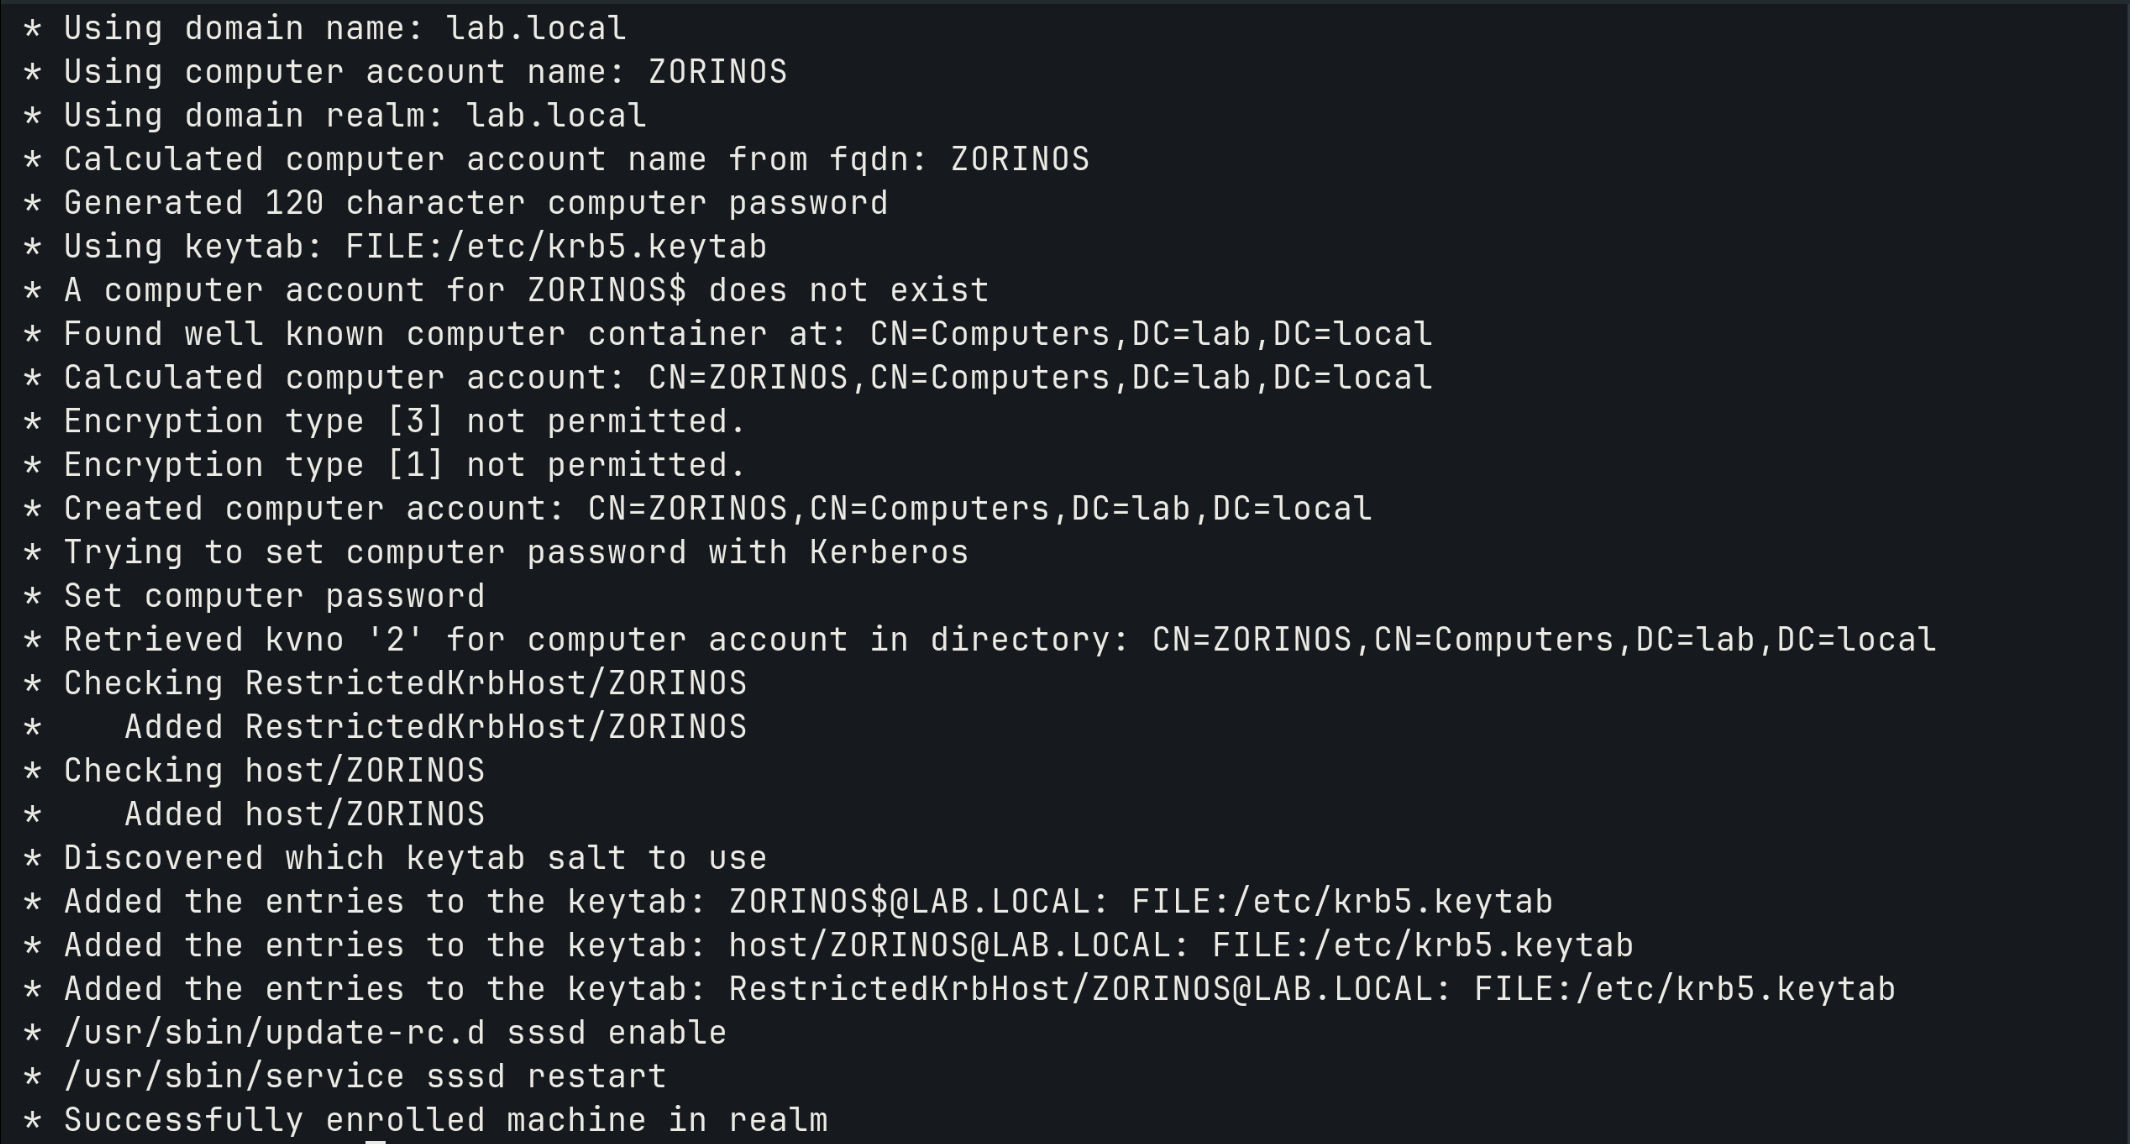 * Using domain name: lab.local
* Using computer account name: ZORINOS
* Using domain realm: lab.local
* Calculated computer account name from fqdn: ZORINOS
* Generated 120 character computer password
* Using keytab: FILE:/etc/krb5.keytab
* A computer account for ZORINOS$ does not exist
* Found well known computer container at: CN=Computers,DC=lab,DC=local
* Calculated computer account: CN=ZORINOS,CN=Computers,DC=lab,DC=local
* Encryption type [3] not permitted.
* Encryption type [1] not permitted.
* Created computer account: CN=ZORINOS,CN=Computers,DC=lab,DC=local
* Trying to set computer password with Kerberos
* Set computer password
* Retrieved kvno '2' for computer account in directory: CN=ZORINOS,CN=Computers,DC=lab,DC=local
* Checking RestrictedKrbHost/ZORINOS
*    Added RestrictedKrbHost/ZORINOS
* Checking host/ZORINOS
*    Added host/ZORINOS
* Discovered which keytab salt to use
* Added the entries to the keytab: ZORINOS$@LAB.LOCAL: FILE:/etc/krb5.keytab
* Added the entries to the keytab: host/ZORINOS@LAB.LOCAL: FILE:/etc/krb5.keytab
* Added the entries to the keytab: RestrictedKrbHost/ZORINOS@LAB.LOCAL: FILE:/etc/krb5.keytab
* /usr/sbin/update-rc.d sssd enable
* /usr/sbin/service sssd restart
* Successfully enrolled machine in realm